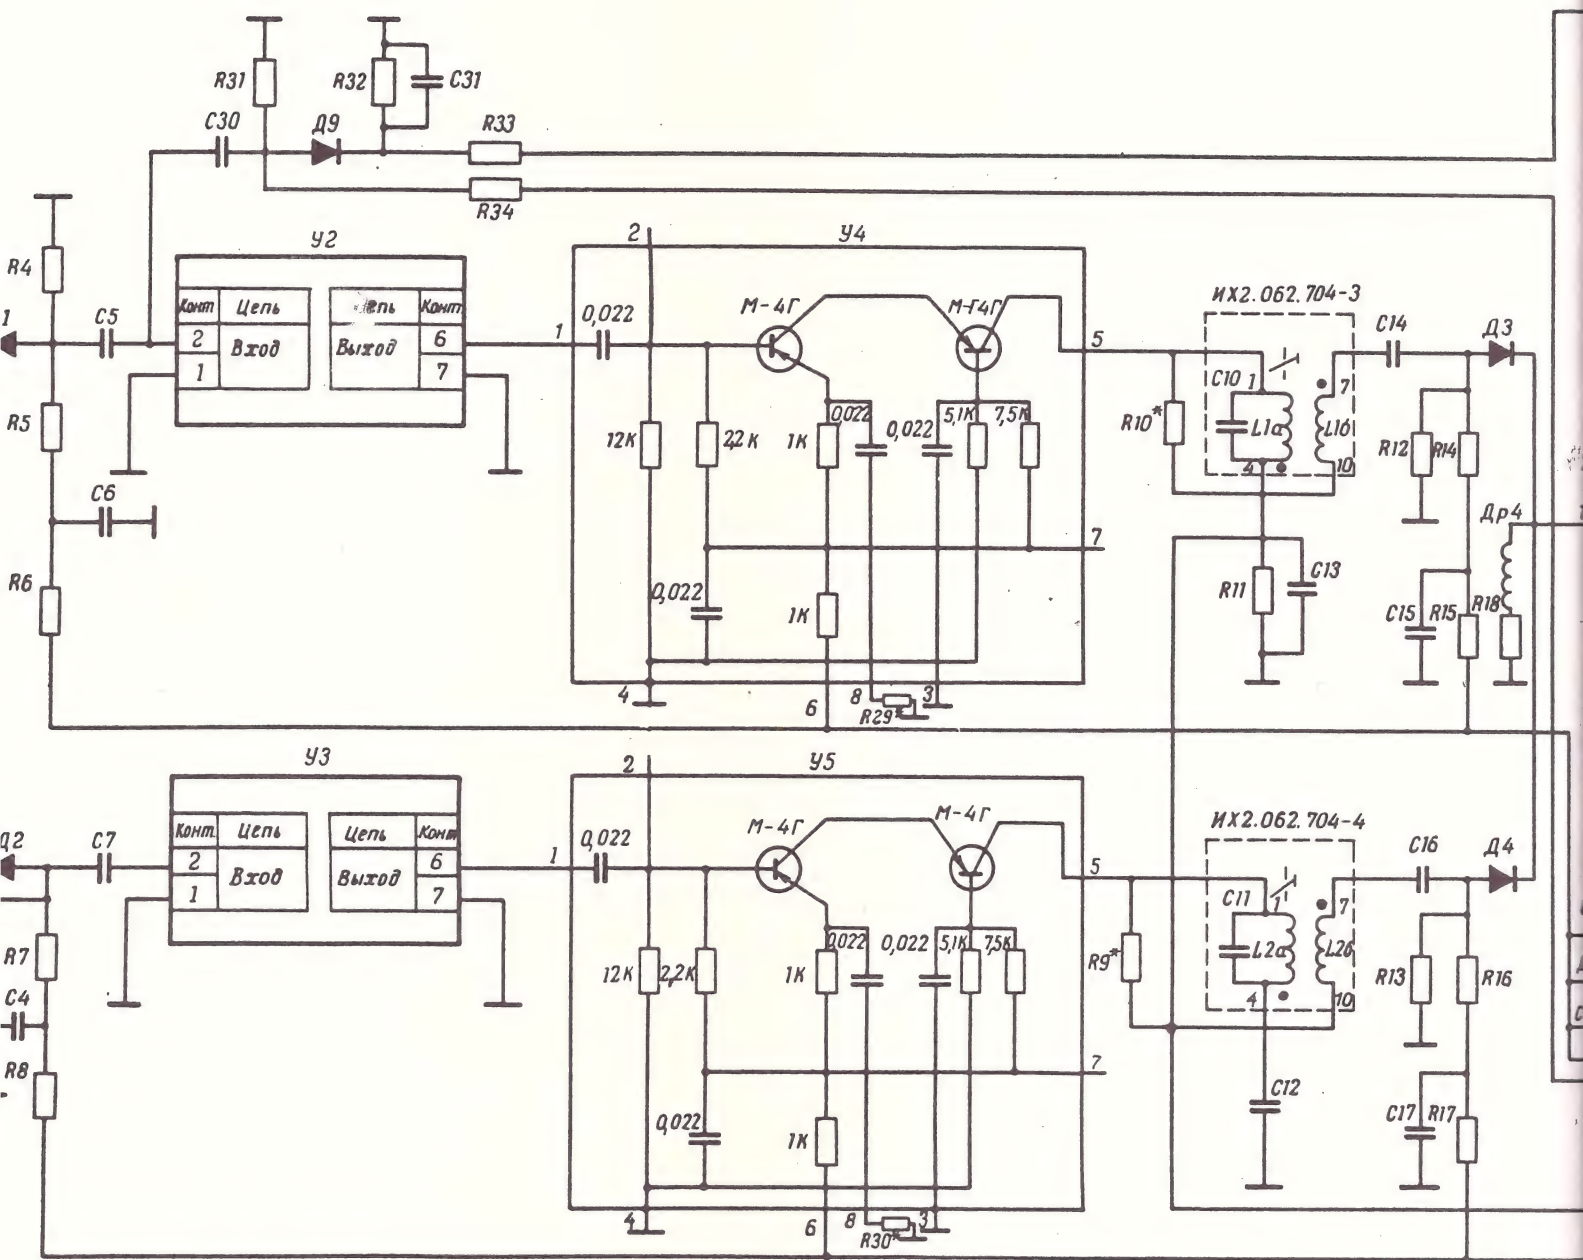 R31
R32
C31
C30
Д9
R33
R34
R4
1
C5
R5
C6
R6
У2
Конт Цепь
2 Вход
1
Цепь Конт
Выход 6
7
У4
2
1
0,022
М-4Г
М-Г4Г
5
12К
2,2 К
1К
0,022
0,022
5,1К
7,5К
7
0,022
1К
4
6
8
R29*
3
ИХ2.062.704-3
C10
1
L1а
4
7
L1б
10
R10*
C14
Д3
R12
R14
Др4
R11
C13
C15
R15
R18
У3
Д2
C7
R7
C4
R8
Конт. Цепь
2 Вход
1
Цепь Конт
Выход 6
7
У5
2
1
0,022
М-4Г
М-4Г
5
12К
2,2К
1К
0,022
0,022
5,1К
7,5К
7
0,022
1К
4
6
8
R30*
3
ИХ2.062.704-4
C11
1
L2а
4
7
L2б
10
R9*
C16
Д4
R13
R16
C12
C17
R17